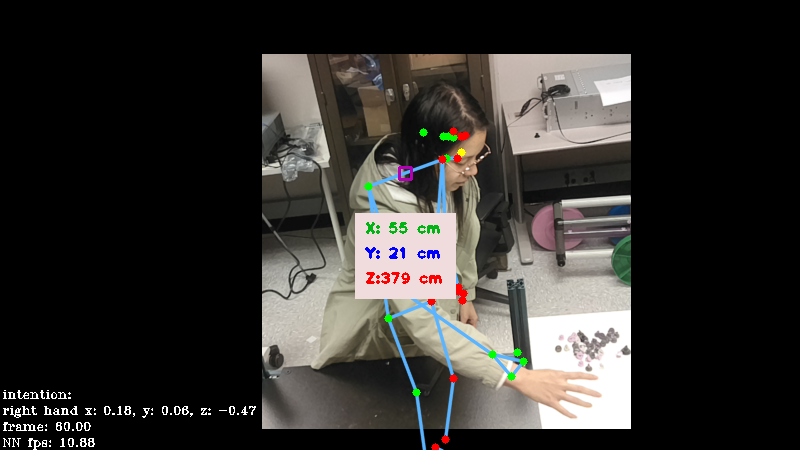 X: 55 cm
Y: 21 cm
Z:379 cm
intention:
right hand x: 0.18, y: 0.06, z: -0.47
frame: 60.00
NN fps: 10.88